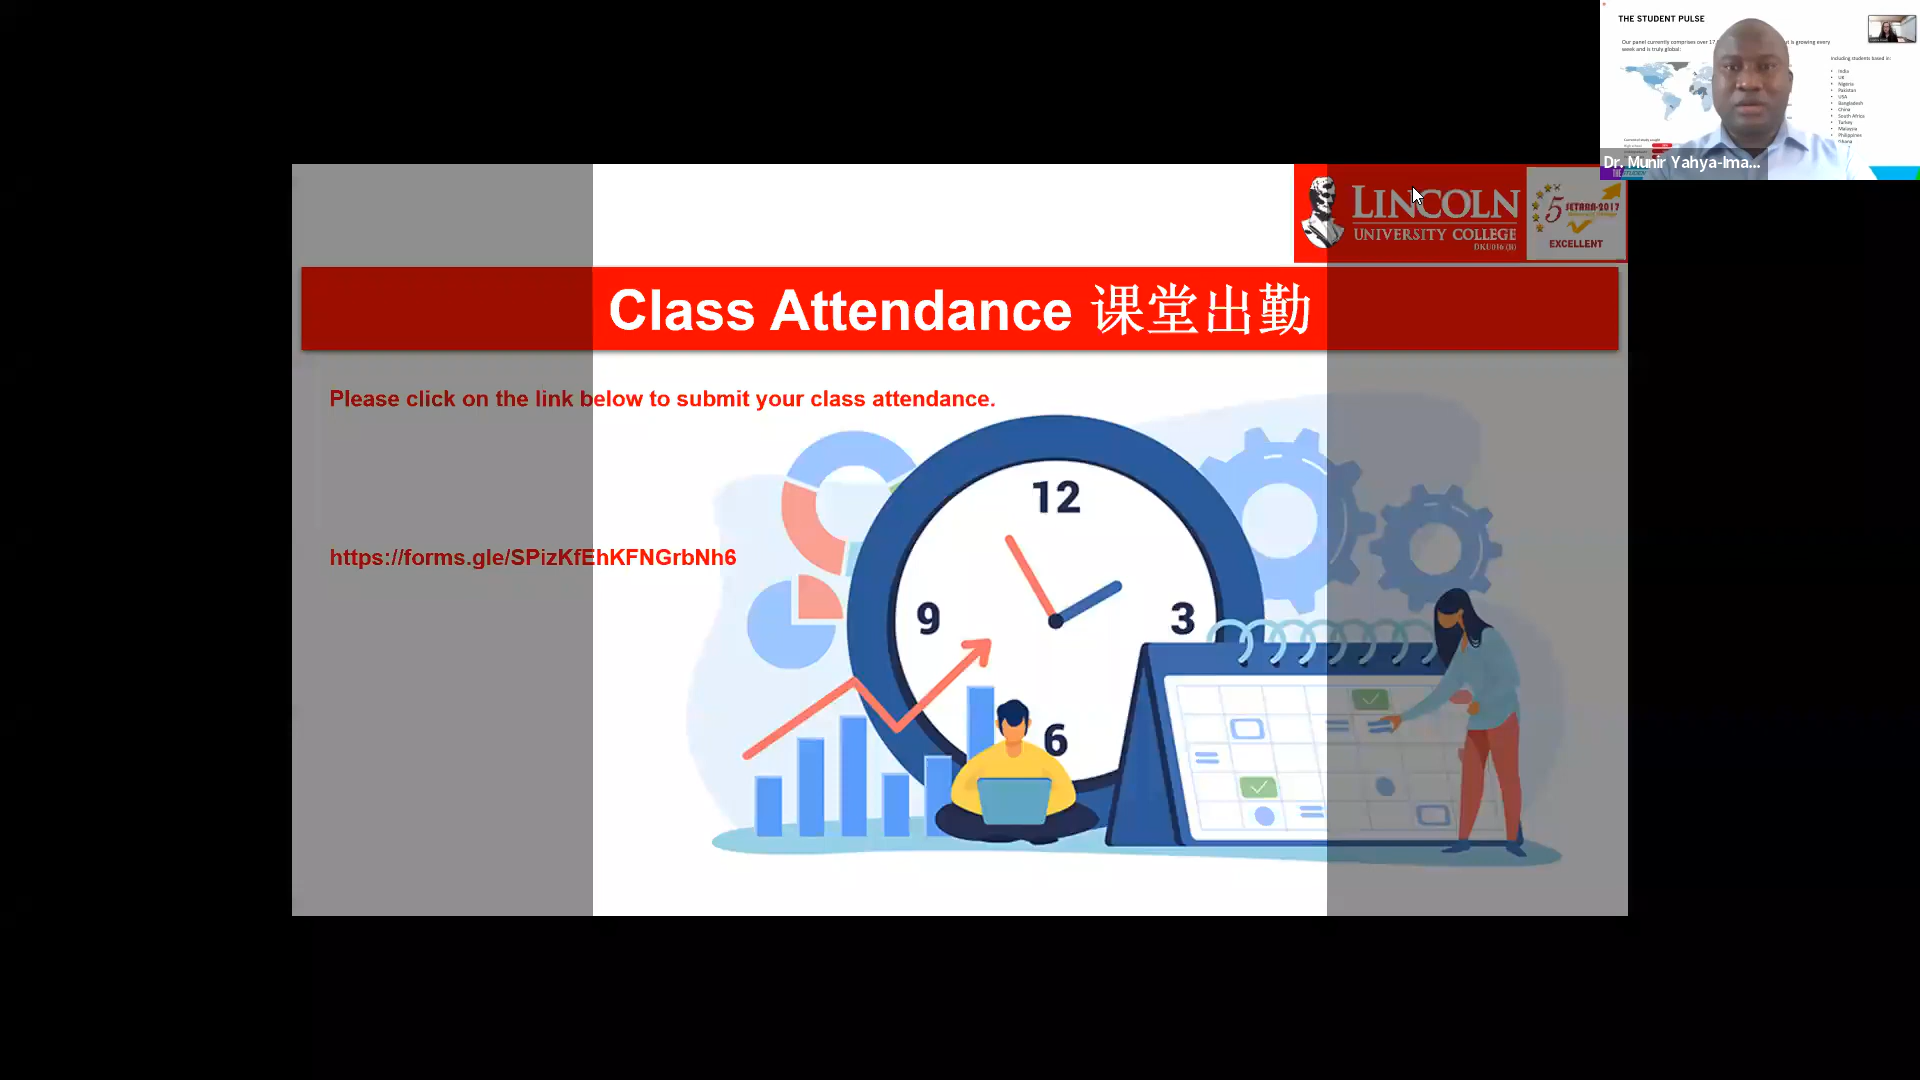 THE STUDENT PULSE
Our panel currently comprises over 17,
is growing every
week and is truly global:
Including students based in:
India
UK
Nigeria
Pakistan
USA
Bangladesh
China
South Africa
Turkey
Malaysia
Philippines
Ghana
Dr. Munir Yahya-Ima...
LINCOLN
UNIVERSITY COLLEGE
DKU016 (B)
5
SETARA-2017
EXCELLENT
Class Attendance 课堂出勤
Please click on the link below to submit your class attendance.
https://forms.gle/SPizKfEhKFNGrbNh6
12
9
3
6